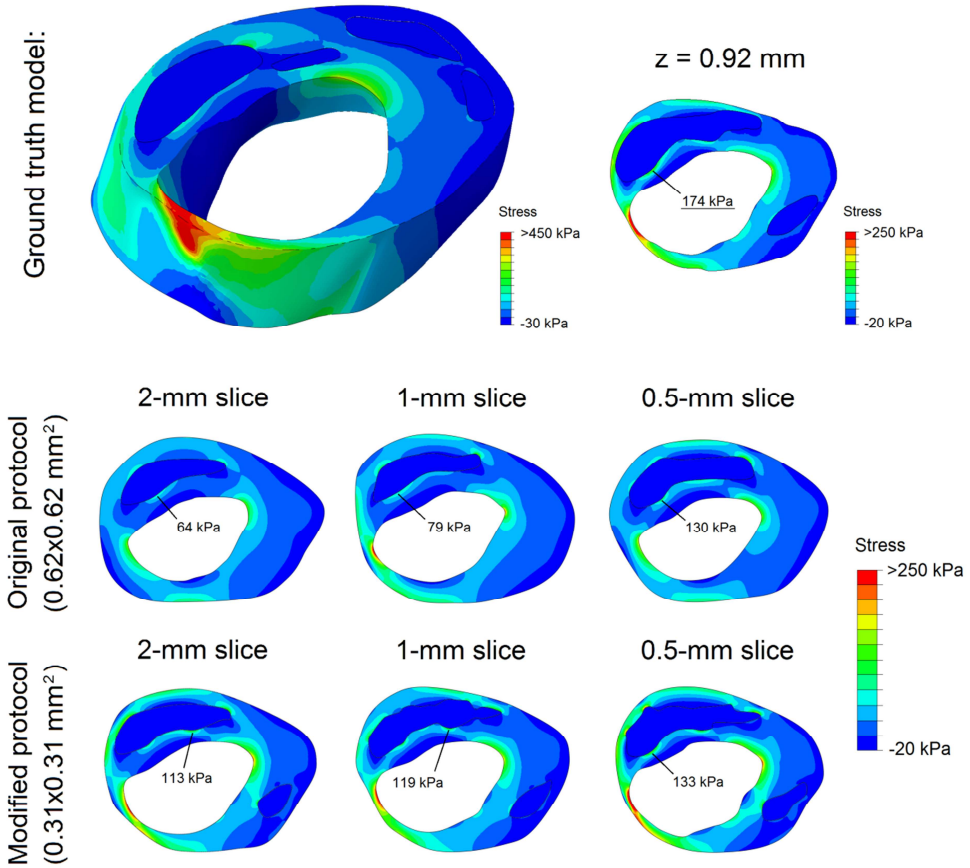 Ground truth model:
z = 0.92 mm
174 kPa
Stress
>450 kPa
-30 kPa
Stress
>250 kPa
-20 kPa
Original protocol
(0.62x0.62 mm²)
2-mm slice
1-mm slice
0.5-mm slice
64 kPa
79 kPa
130 kPa
Stress
>250 kPa
-20 kPa
Modified protocol
(0.31x0.31 mm²)
2-mm slice
1-mm slice
0.5-mm slice
113 kPa
119 kPa
133 kPa